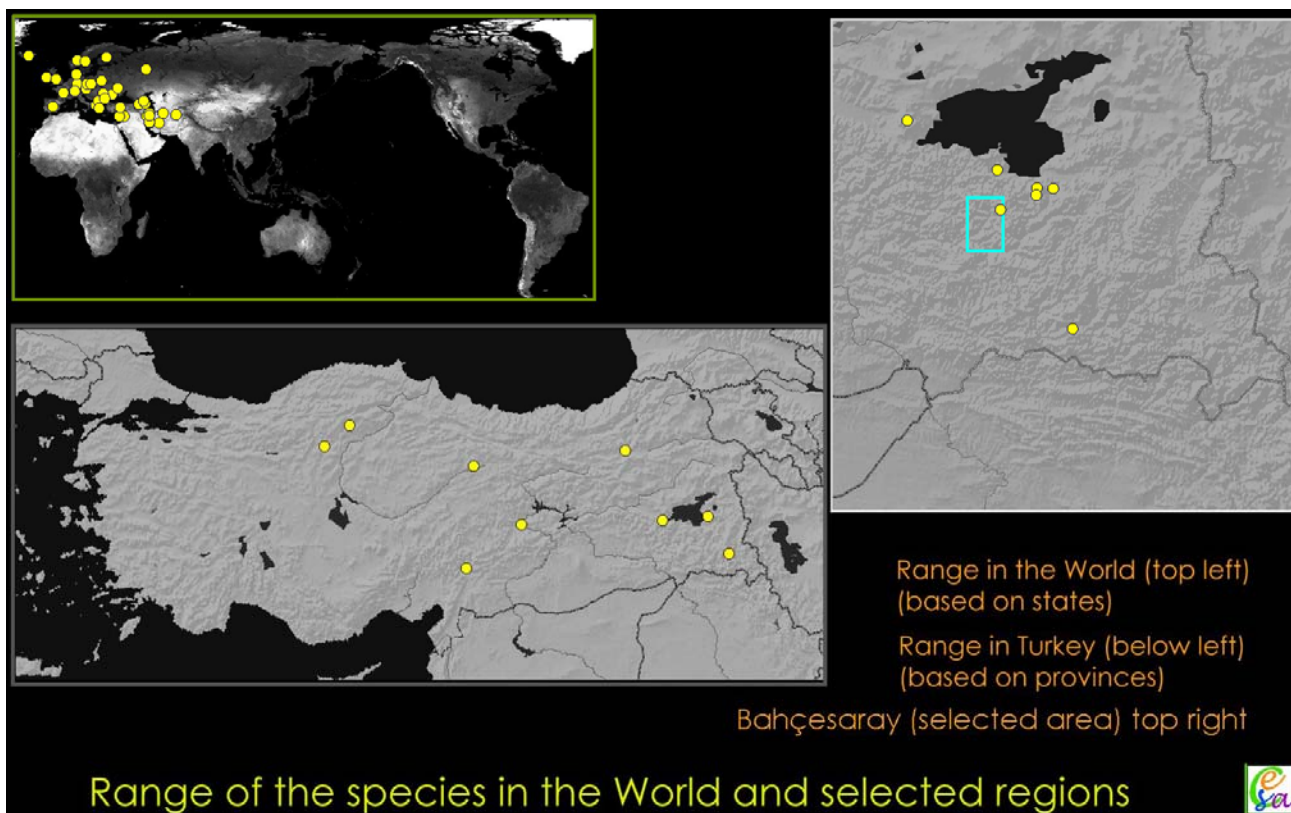 Range in the World (top left)
(based on states)
Range in Turkey (below left)
(based on provinces)
Bahçesaray (selected area) top right
Range of the species in the World and selected regions
esa